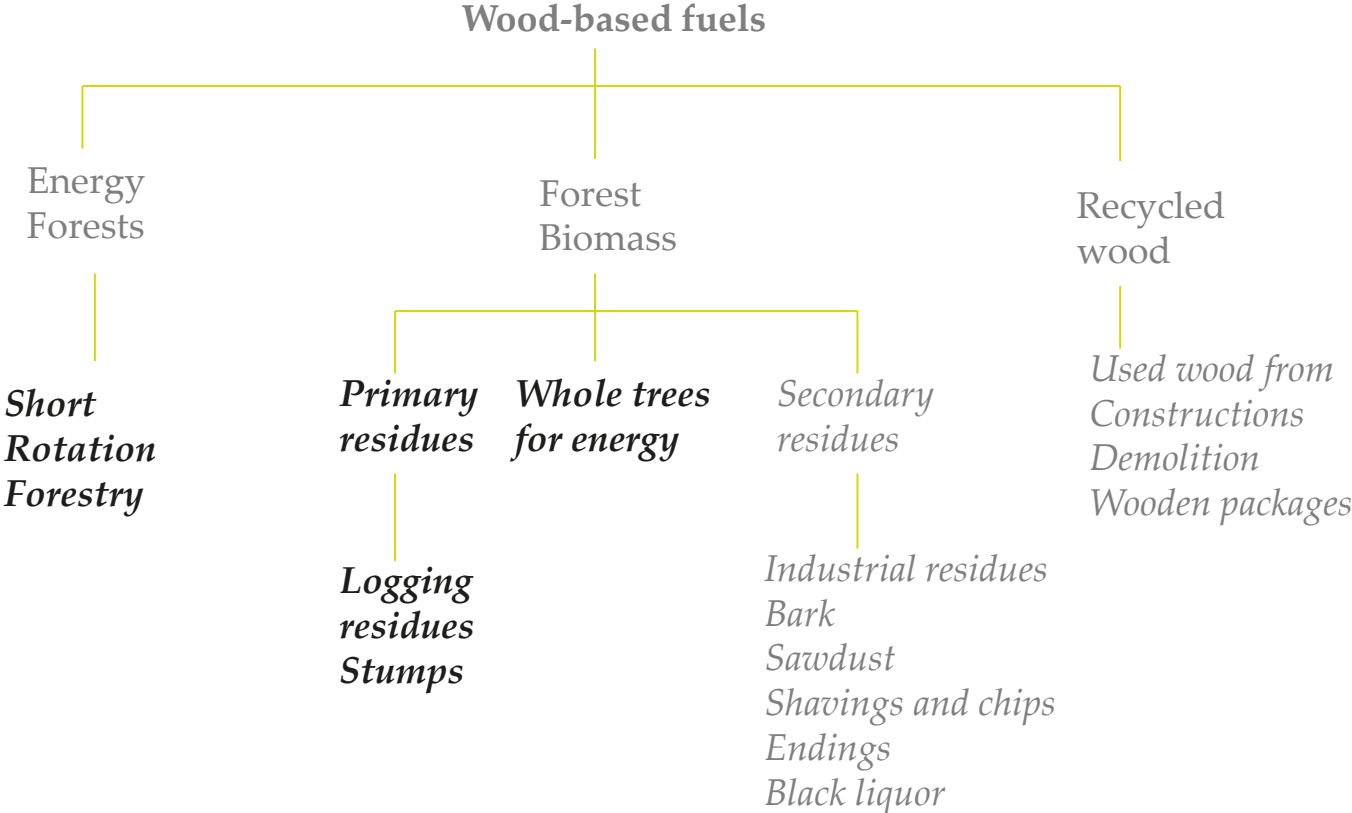 Wood-based fuels
Energy
Forests
Forest
Biomass
Recycled
wood
Short
Rotation
Forestry
Primary
residues
Whole trees
for energy
Secondary
residues
Used wood from
Constructions
Demolition
Wooden packages
Logging
residues
Stumps
Industrial residues
Bark
Sawdust
Shavings and chips
Endings
Black liquor